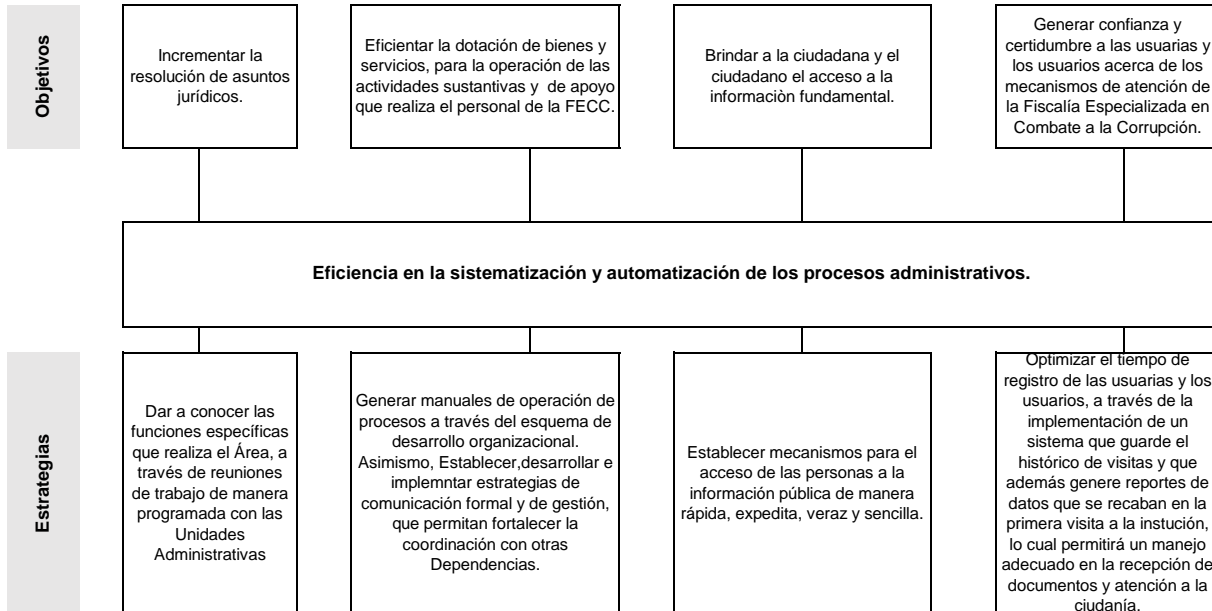 Objetivos
Incrementar la
resolución de asuntos
jurídicos.
Eficientar la dotación de bienes y
servicios, para la operación de las
actividades sustantivas y de apoyo
que realiza el personal de la FECC.
Brindar a la ciudadana y el
ciudadano el acceso a la
informaciòn fundamental.
Generar confianza y
certidumbre a las usuarias y
los usuarios acerca de los
mecanismos de atención de
la Fiscalía Especializada en
Combate a la Corrupción.
Eficiencia en la sistematización y automatización de los procesos administrativos.
Estrategias
Dar a conocer las
funciones específicas
que realiza el Área, a
través de reuniones
de trabajo de manera
programada con las
Unidades
Administrativas
Generar manuales de operación de
procesos a través del esquema de
desarrollo organizacional.
Asimismo, Establecer,desarrollar e
implemntar estrategias de
comunicación formal y de gestión,
que permitan fortalecer la
coordinación con otras
Dependencias.
Establecer mecanismos para el
acceso de las personas a la
información pública de manera
rápida, expedita, veraz y sencilla.
Optimizar el tiempo de
registro de las usuarias y los
usuarios, a través de la
implementación de un
sistema que guarde el
histórico de visitas y que
además genere reportes de
datos que se recaban en la
primera visita a la instución,
lo cual permitirá un manejo
adecuado en la recepción de
documentos y atención a la
ciudanía.